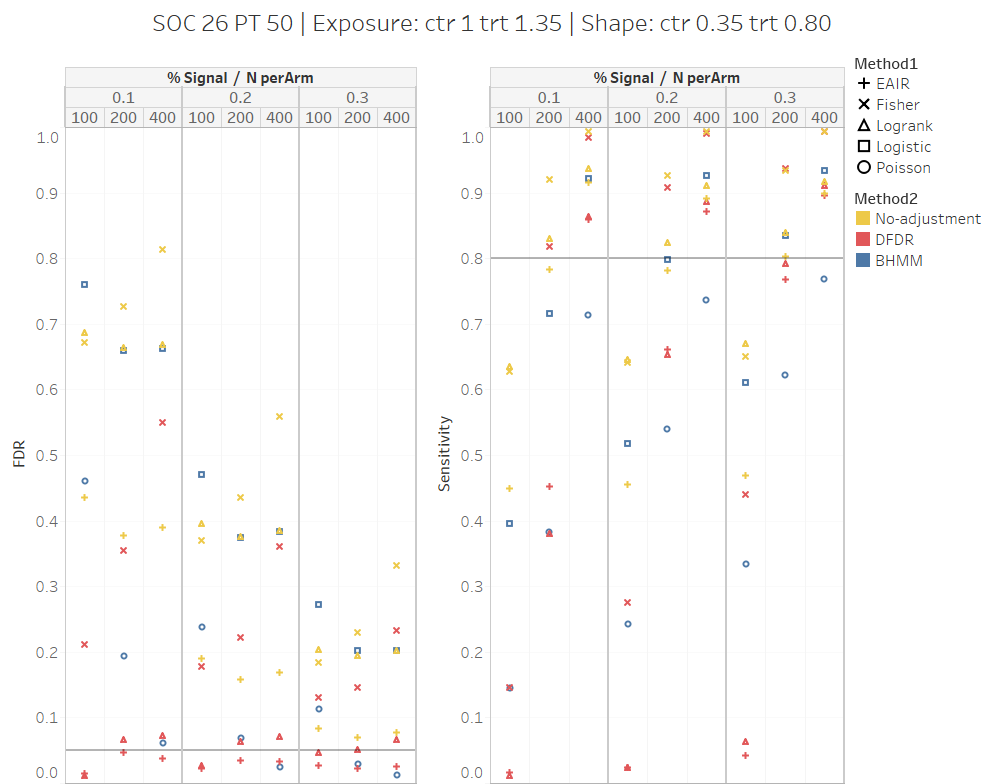 SOC 26 PT 50 | Exposure: ctr 1 trt 1.35 | Shape: ctr 0.35 trt 0.80
% Signal / N perArm
0.1 0.2 0.3
100 200 400 100 200 400 100 200 400
1.0
0.9
0.8
0.7
0.6
0.5
0.4
0.3
0.2
0.1
0.0
FDR
% Signal / N perArm
0.1 0.2 0.3
100 200 400 100 200 400 100 200 400
1.0
0.9
0.8
0.7
0.6
0.5
0.4
0.3
0.2
0.1
0.0
Sensitivity
Method1
EAIR
Fisher
Logrank
Logistic
Poisson
Method2
No-adjustment
DFDR
BHMM